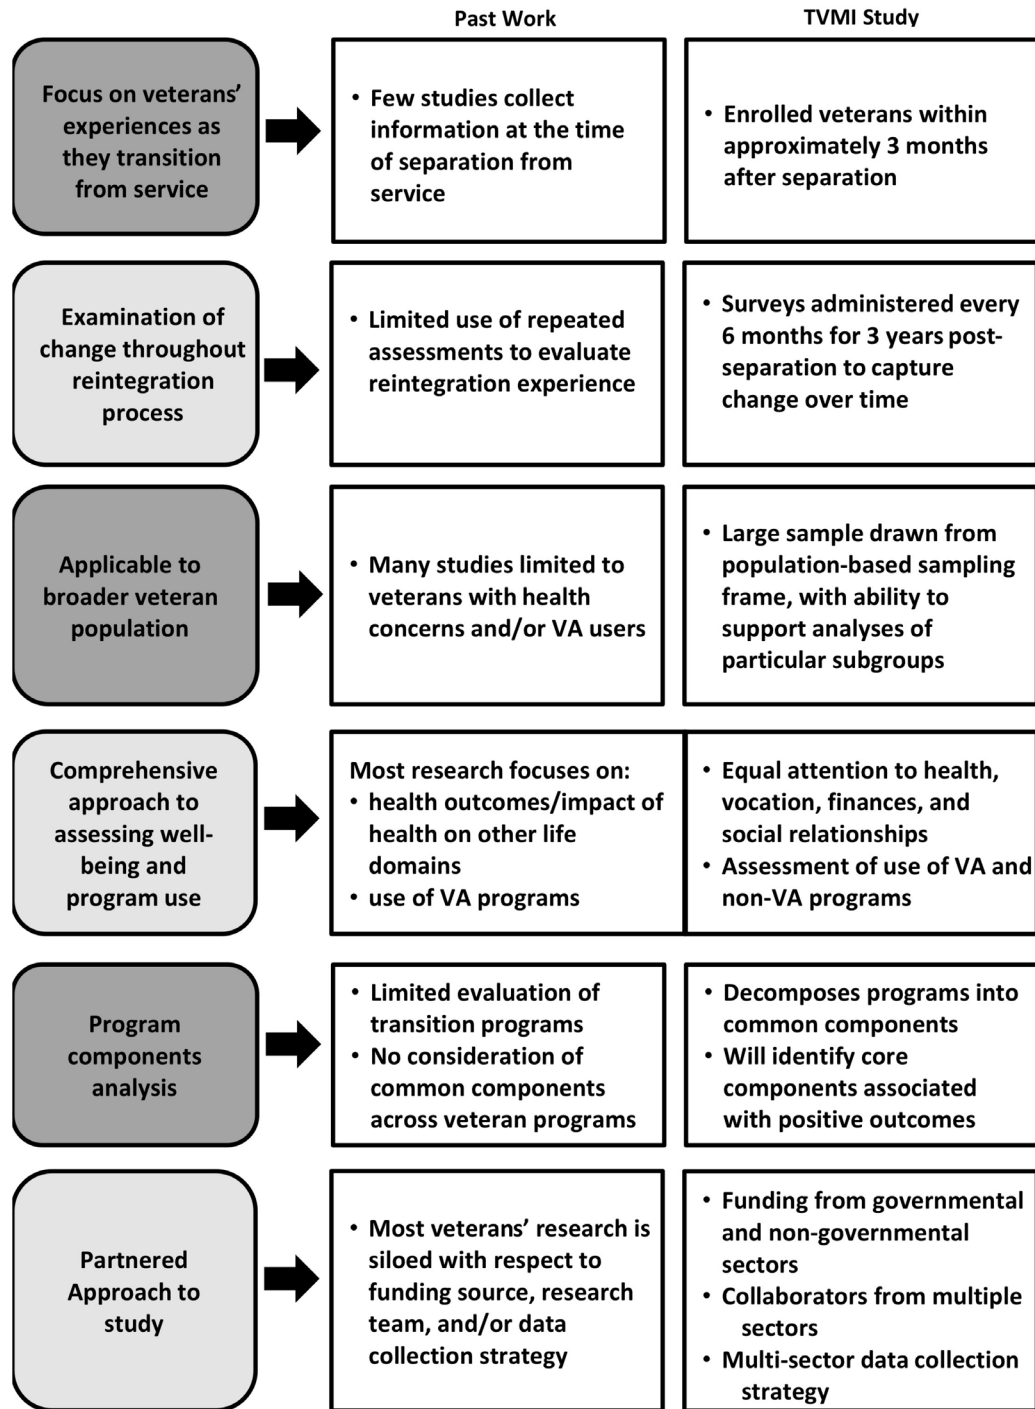 Past Work
TVMI Study
Focus on veterans’
experiences as
they transition
from service
• Few studies collect
information at the time
of separation from
service
• Enrolled veterans within
approximately 3 months
after separation
Examination of
change throughout
reintegration
process
• Limited use of repeated
assessments to evaluate
reintegration experience
• Surveys administered every
6 months for 3 years post-
separation to capture
change over time
Applicable to
broader veteran
population
• Many studies limited to
veterans with health
concerns and/or VA users
• Large sample drawn from
population-based sampling
frame, with ability to
support analyses of
particular subgroups
Comprehensive
approach to
assessing well-
being and
program use
Most research focuses on:
• health outcomes/impact of
health on other life
domains
• use of VA programs
• Equal attention to health,
vocation, finances, and
social relationships
• Assessment of use of VA and
non-VA programs
Program
components
analysis
• Limited evaluation of
transition programs
• No consideration of
common components
across veteran programs
• Decomposes programs into
common components
• Will identify core
components associated
with positive outcomes
Partnered
Approach to
study
• Most veterans’ research is
siloed with respect to
funding source, research
team, and/or data
collection strategy
• Funding from governmental
and non-governmental
sectors
• Collaborators from multiple
sectors
• Multi-sector data collection
strategy